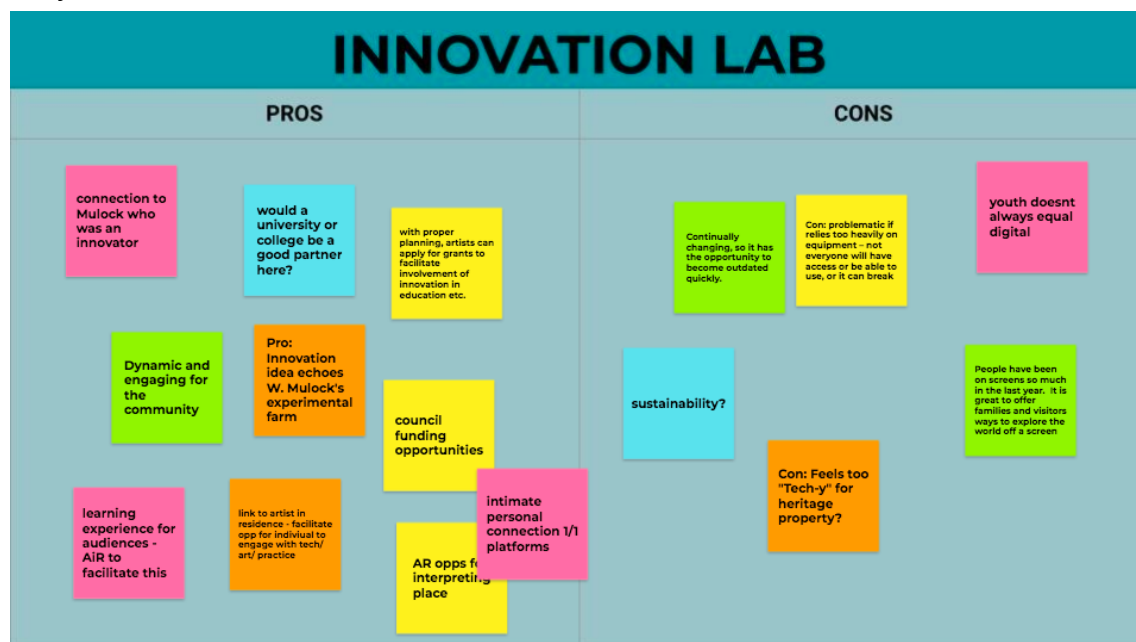 INNOVATION LAB
PROS
CONS
connection to
Mulock who
was an
innovator
would a
university or
college be a
good partner
here?
with proper
planning, artists can
apply for grants to
facilitate
involvement of
innovation in
education etc.
Dynamic and
engaging for
the
community
Pro:
Innovation
idea echoes
W. Mulock's
experimental
farm
council
funding
opportunities
learning
experience for
audiences -
AiR to
facilitate this
link to artist in
residence - facilitate
opp for indiviual to
engage with tech/
art/ practice
intimate
personal
connection 1/1
platforms
AR opps
interpreting
place
Continually
changing, so it has
the opportunity to
become outdated
quickly.
Con: problematic if
relies too heavily on
equipment – not
everyone will have
access or be able to
use, or it can break
youth doesnt
always equal
digital
sustainability?
People have been
on screens so much
in the last year. It is
great to offer
families and visitors
ways to explore the
world off a screen
Con: Feels too
"Tech-y" for
heritage
property?